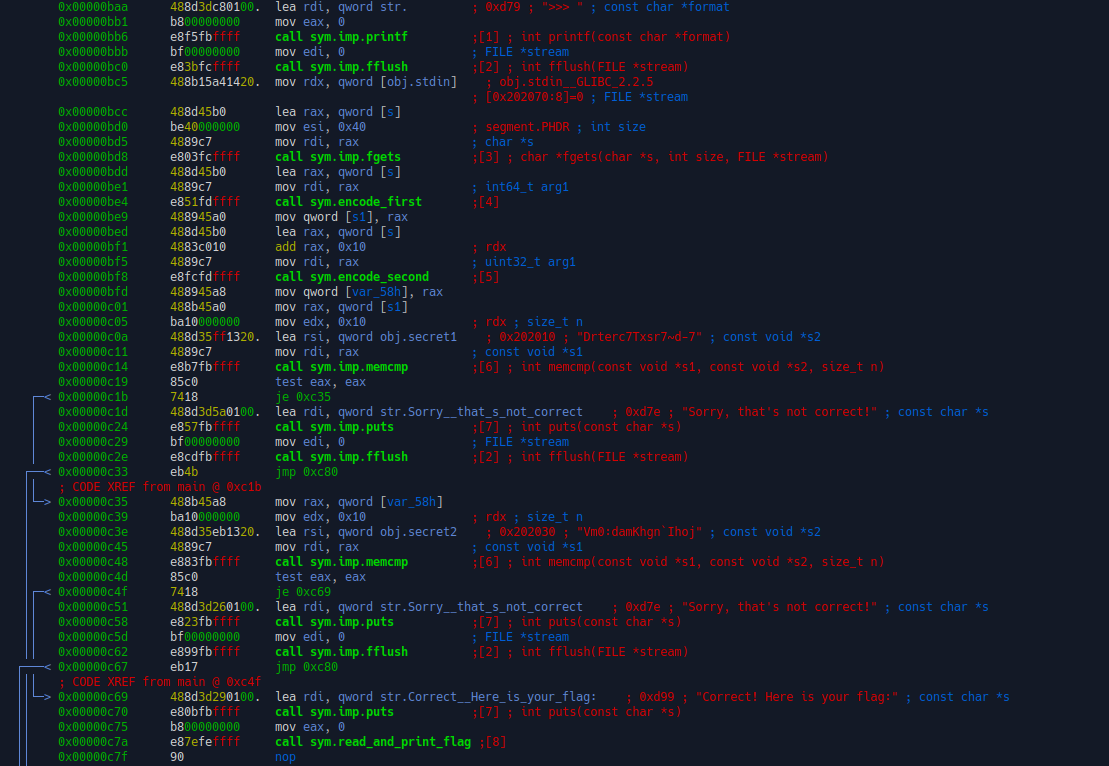 0x00000baa 488d3dc80100. lea rdi, qword str. ; 0xd79 ; ">>> " ; const char *format
0x00000bb1 b800000000 mov eax, 0
0x00000bb6 e8f5fbffff call sym.imp.printf ;[1] ; int printf(const char *format)
0x00000bbb bf00000000 mov edi, 0 ; FILE *stream
0x00000bc0 e83bfcffff call sym.imp.fflush ;[2] ; int fflush(FILE *stream)
0x00000bc5 488b15a41420. mov rdx, qword [obj.stdin] ; obj.stdin__GLIBC_2.2.5
; [0x202070:8]=0 ; FILE *stream
0x00000bcc 488d45b0 lea rax, qword [s]
0x00000bd0 be40000000 mov esi, 0x40 ; segment.PHDR ; int size
0x00000bd5 4889c7 mov rdi, rax ; char *s
0x00000bd8 e803fcffff call sym.imp.fgets ;[3] ; char *fgets(char *s, int size, FILE *stream)
0x00000bdd 488d45b0 lea rax, qword [s]
0x00000be1 4889c7 mov rdi, rax ; int64_t arg1
0x00000be4 e851fdffff call sym.encode_first ;[4]
0x00000be9 488945a0 mov qword [s1], rax
0x00000bed 488d45b0 lea rax, qword [s]
0x00000bf1 4883c010 add rax, 0x10 ; rdx
0x00000bf5 4889c7 mov rdi, rax ; uint32_t arg1
0x00000bf8 e8fcfdffff call sym.encode_second ;[5]
0x00000bfd 488945a8 mov qword [var_58h], rax
0x00000c01 488b45a0 mov rax, qword [s1]
0x00000c05 ba10000000 mov edx, 0x10 ; rdx ; size_t n
0x00000c0a 488d35ff1320. lea rsi, qword obj.secret1 ; 0x202010 ; "Drterc7Txsr7~d-7" ; const void *s2
0x00000c11 4889c7 mov rdi, rax ; const void *s1
0x00000c14 e8b7fbffff call sym.imp.memcmp ;[6] ; int memcmp(const void *s1, const void *s2, size_t n)
0x00000c19 85c0 test eax, eax
< 0x00000c1b 7418 je 0xc35
0x00000c1d 488d3d5a0100. lea rdi, qword str.Sorry__that_s_not_correct ; 0xd7e ; "Sorry, that's not correct!" ; const char *s
0x00000c24 e857fbffff call sym.imp.puts ;[7] ; int puts(const char *s)
0x00000c29 bf00000000 mov edi, 0 ; FILE *stream
0x00000c2e e8cdfbffff call sym.imp.fflush ;[2] ; int fflush(FILE *stream)
< 0x00000c33 eb4b jmp 0xc80
; CODE XREF from main @ 0xc1b
> 0x00000c35 488b45a8 mov rax, qword [var_58h]
0x00000c39 ba10000000 mov edx, 0x10 ; rdx ; size_t n
0x00000c3e 488d35eb1320. lea rsi, qword obj.secret2 ; 0x202030 ; "Vm0:damKhgn`Ihoj" ; const void *s2
0x00000c45 4889c7 mov rdi, rax ; const void *s1
0x00000c48 e883fbffff call sym.imp.memcmp ;[6] ; int memcmp(const void *s1, const void *s2, size_t n)
0x00000c4d 85c0 test eax, eax
< 0x00000c4f 7418 je 0xc69
0x00000c51 488d3d260100. lea rdi, qword str.Sorry__that_s_not_correct ; 0xd7e ; "Sorry, that's not correct!" ; const char *s
0x00000c58 e823fbffff call sym.imp.puts ;[7] ; int puts(const char *s)
0x00000c5d bf00000000 mov edi, 0 ; FILE *stream
0x00000c62 e899fbffff call sym.imp.fflush ;[2] ; int fflush(FILE *stream)
< 0x00000c67 eb17 jmp 0xc80
; CODE XREF from main @ 0xc4f
> 0x00000c69 488d3d290100. lea rdi, qword str.Correct__Here_is_your_flag: ; 0xd99 ; "Correct! Here is your flag:" ; const char *s
0x00000c70 e80bfbffff call sym.imp.puts ;[7] ; int puts(const char *s)
0x00000c75 b800000000 mov eax, 0
0x00000c7a e87efeffff call sym.read_and_print_flag ;[8]
0x00000c7f 90 nop